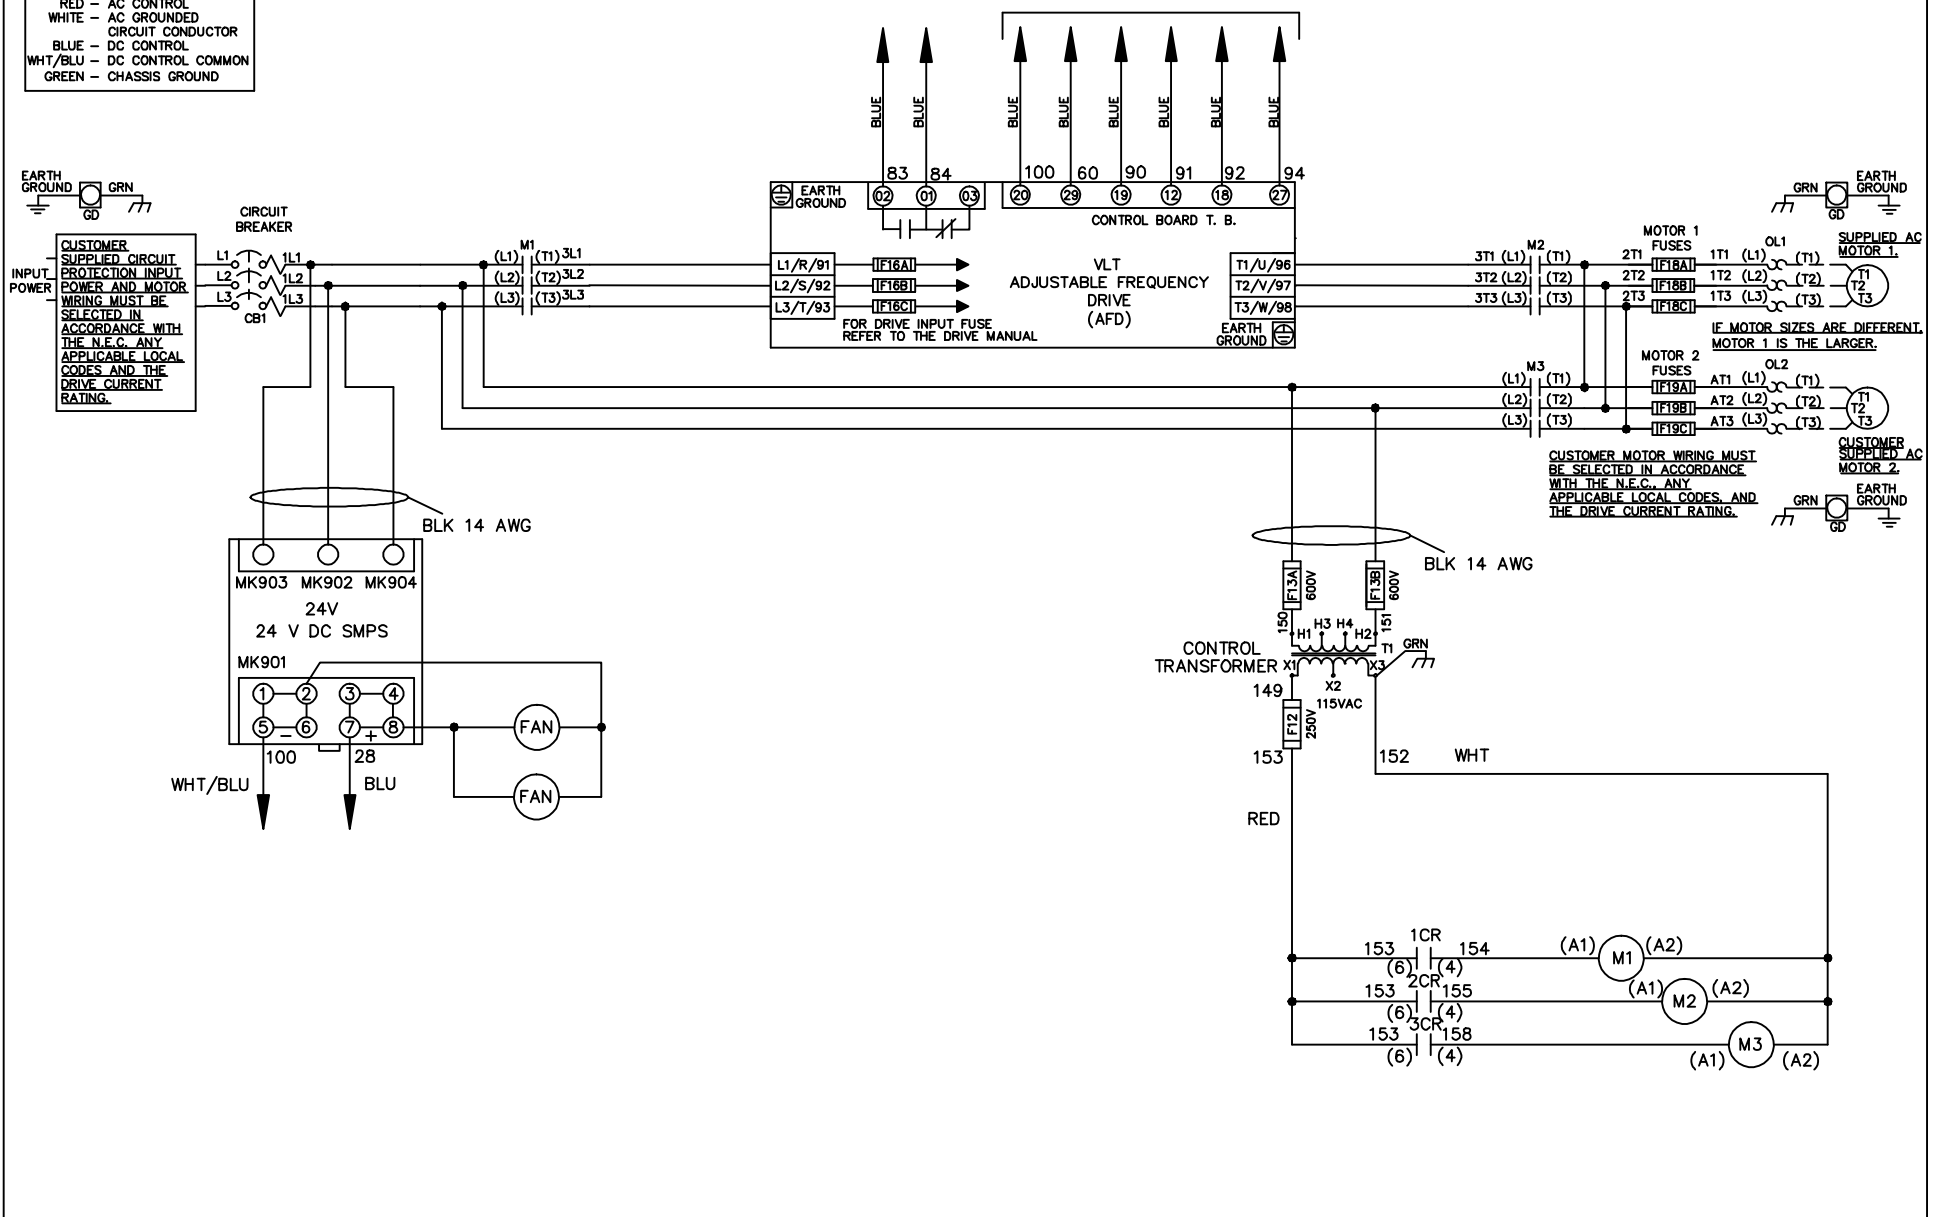 RED – AC CONTROL
WHITE – AC GROUNDED
CIRCUIT CONDUCTOR
BLUE – DC CONTROL
WHT/BLU – DC CONTROL COMMON
GREEN – CHASSIS GROUND
BLUE
BLUE
BLUE
BLUE
BLUE
BLUE
BLUE
BLUE
83 84 100 60 90 91 92 94
02 01 03 20 29 19 12 18 27
EARTH
GROUND
CONTROL BOARD T. B.
EARTH
GROUND
GRN
GD
CUSTOMER
SUPPLIED CIRCUIT
PROTECTION INPUT
POWER AND MOTOR
WIRING MUST BE
SELECTED IN
ACCORDANCE WITH
THE N.E.C. ANY
APPLICABLE LOCAL
CODES AND THE
DRIVE CURRENT
RATING.
INPUT
POWER
CIRCUIT
BREAKER
L1 1L1
L2 1L2
L3 1L3
CB1
M1
(L1) (T1) 3L1
(L2) (T2) 3L2
(L3) (T3) 3L3
L1/R/91 F16A
L2/S/92 F16B
L3/T/93 F16C
FOR DRIVE INPUT FUSE
REFER TO THE DRIVE MANUAL
VLT
ADJUSTABLE FREQUENCY
DRIVE
(AFD)
T1/U/96
T2/V/97
T3/W/98
EARTH
GROUND
M2
3T1 (L1) (T1)
3T2 (L2) (T2)
3T3 (L3) (T3)
MOTOR 1
FUSES
2T1 F18A 1T1 (L1) OL1 (T1)
2T2 F18B 1T2 (L2) (T2)
2T3 F18C 1T3 (L3) (T3)
GRN
GD
EARTH
GROUND
SUPPLIED AC
MOTOR 1.
T1
T2
T3
IF MOTOR SIZES ARE DIFFERENT,
MOTOR 1 IS THE LARGER.
M3
(L1) (T1)
(L2) (T2)
(L3) (T3)
MOTOR 2
FUSES
F19A AT1 (L1) OL2 (T1)
F19B AT2 (L2) (T2)
F19C AT3 (L3) (T3)
T1
T2
T3
CUSTOMER
SUPPLIED AC
MOTOR 2.
CUSTOMER MOTOR WIRING MUST
BE SELECTED IN ACCORDANCE
WITH THE N.E.C., ANY
APPLICABLE LOCAL CODES, AND
THE DRIVE CURRENT RATING.
GRN
GD
EARTH
GROUND
BLK 14 AWG
MK903 MK902 MK904
24V
24 V DC SMPS
MK901
1 2 3 4
5 – 6 7 + 8
100 28
WHT/BLU BLU
FAN
FAN
BLK 14 AWG
F13A 600V
F13B 600V
150 151
H1 H3 H4 H2
T1
GRN
CONTROL
TRANSFORMER
X1 X3
X2
115VAC
149
F12 250V
153 152 WHT
RED
1CR
153 154 (A1) M1 (A2)
(6) (4)
2CR
153 155 (A1) M2 (A2)
(6) (4)
3CR
153 158 M3
(6) (4) (A1) (A2)